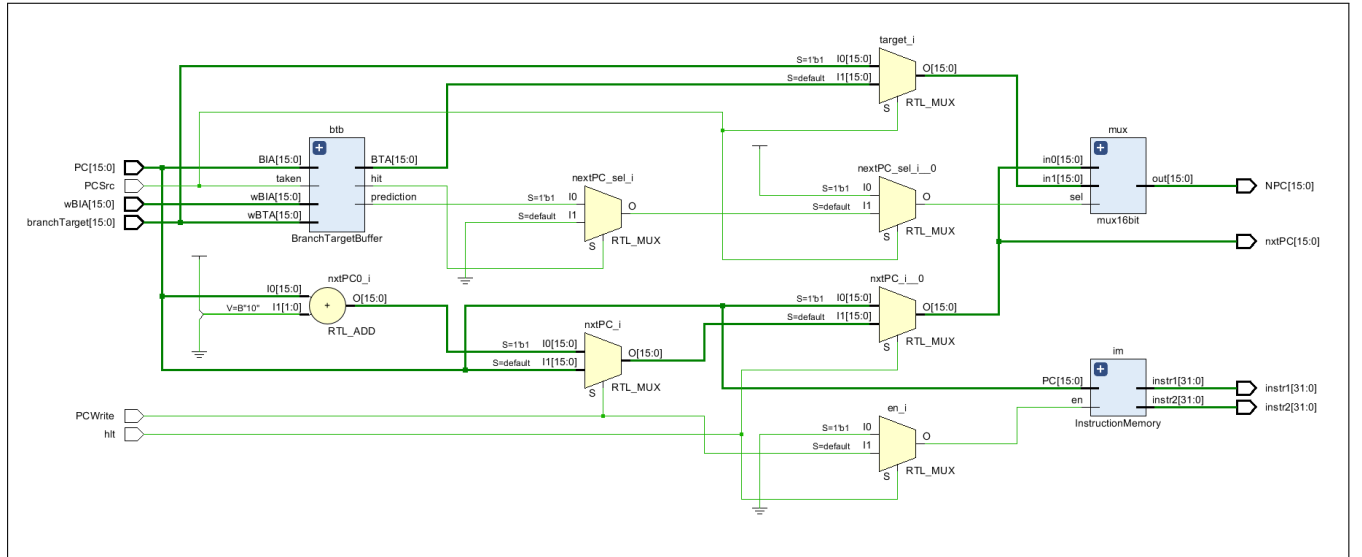 target_i
S=1'b1 I0[15:0]
S=default I1[15:0]
O[15:0]
S
RTL_MUX
btb
BIA[15:0]
taken
wBIA[15:0]
wBTA[15:0]
BTA[15:0]
hit
prediction
BranchTargetBuffer
PC[15:0]
PCSrc
wBIA[15:0]
branchTarget[15:0]
nextPC_sel_i
S=1'b1 I0
S=default I1
O
S
RTL_MUX
nextPC_sel_i__0
S=1'b1 I0
S=default I1
O
S
RTL_MUX
mux
in0[15:0]
in1[15:0]
sel
out[15:0]
mux16bit
NPC[15:0]
nxtPC[15:0]
nxtPC0_i
I0[15:0]
V=B"10" I1[1:0]
+
O[15:0]
RTL_ADD
nxtPC_i
S=1'b1 I0[15:0]
S=default I1[15:0]
O[15:0]
S
RTL_MUX
nxtPC_i__0
S=1'b1 I0[15:0]
S=default I1[15:0]
O[15:0]
S
RTL_MUX
im
PC[15:0]
en
instr1[31:0]
instr2[31:0]
InstructionMemory
instr1[31:0]
instr2[31:0]
PCWrite
hlt
en_i
S=1'b1 I0
S=default I1
O
S
RTL_MUX